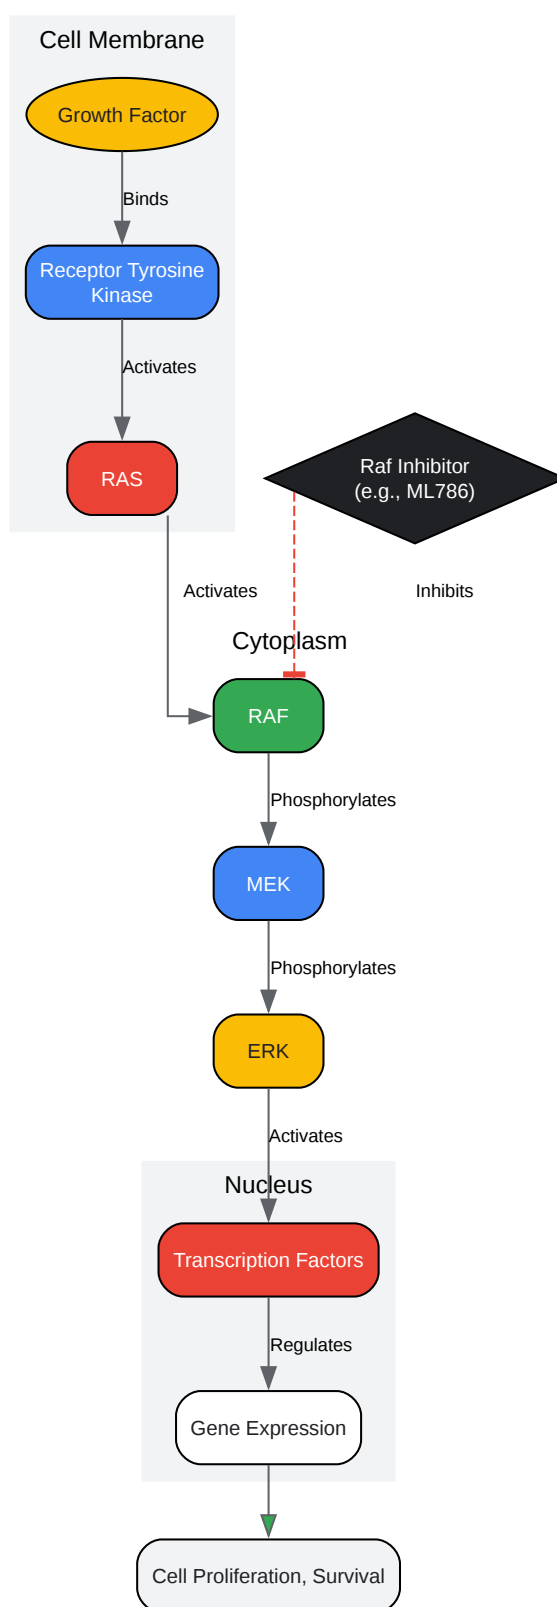 Cell Membrane
Growth Factor
Binds
Receptor Tyrosine
Kinase
Activates
RAS
Raf Inhibitor
(e.g., ML786)
Activates
Inhibits
Cytoplasm
RAF
Phosphorylates
MEK
Phosphorylates
ERK
Activates
Nucleus
Transcription Factors
Regulates
Gene Expression
Cell Proliferation, Survival